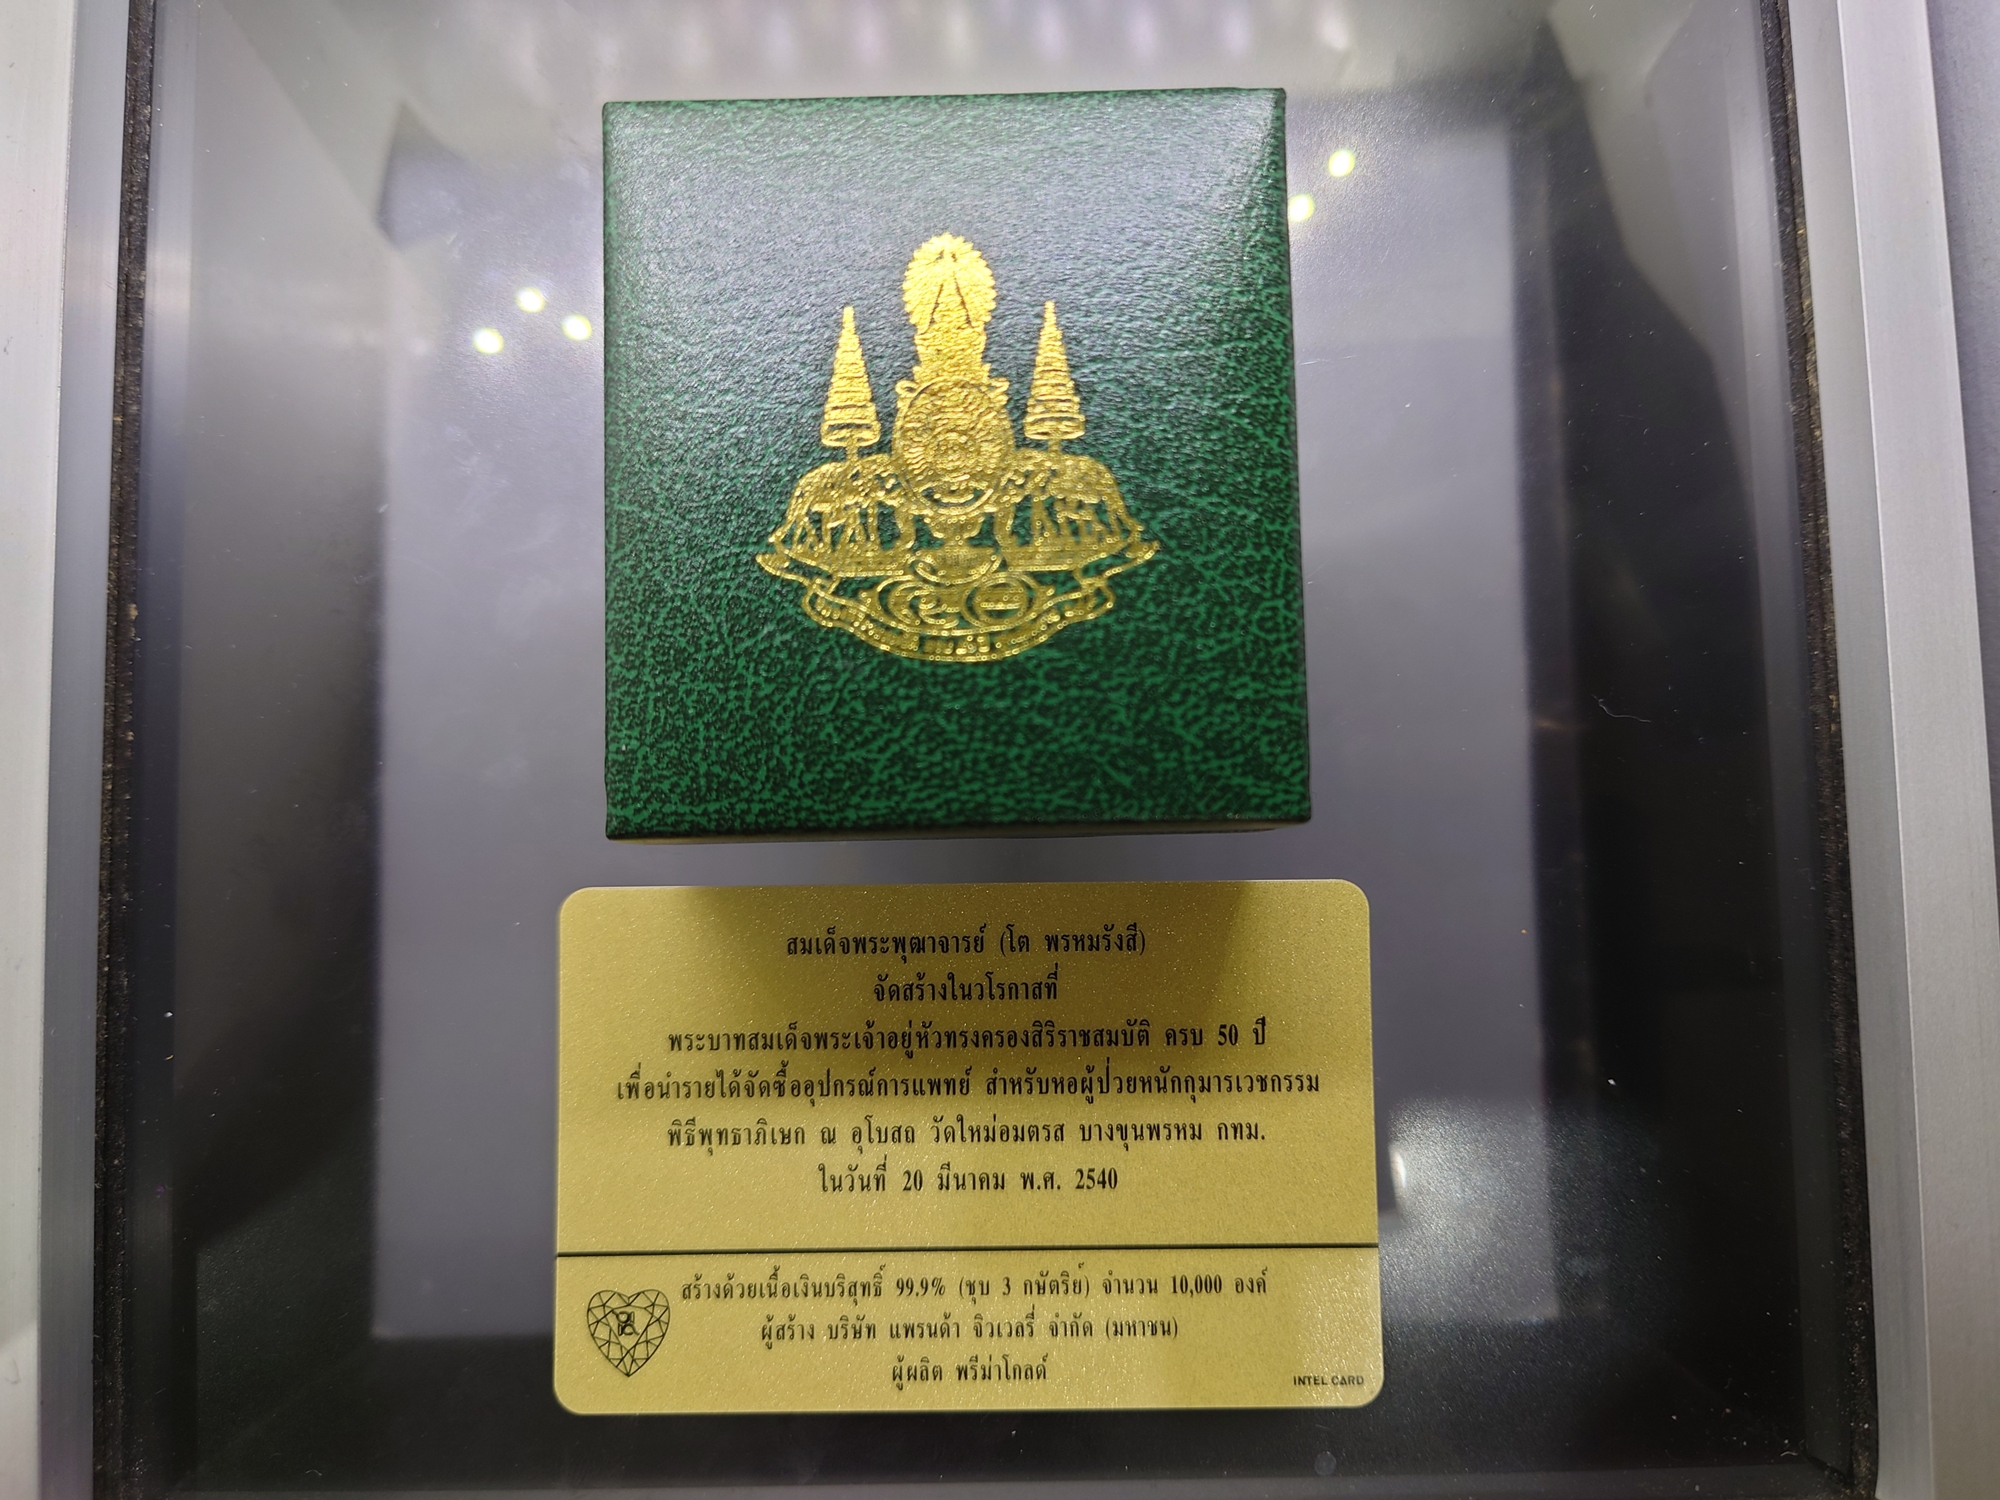 สมเด็จพระพุฒาจารย์ (โต พรหมรังสี)
จัดสร้างในวโรกาสที่
พระบาทสมเด็จพระเจ้าอยู่หัวทรงครองสิริราชสมบัติ ครบ 50 ปี
เพื่อนำรายได้จัดซื้ออุปกรณ์การแพทย์ สำหรับหอผู้ป่วยหนักกุมารเวชกรรม
พิธีพุทธาภิเษก ณ อุโบสถ วัดใหม่อมตรส บางขุนพรหม กทม.
ในวันที่ 20 มีนาคม พ.ศ. 2540
สร้างด้วยเนื้อเงินบริสุทธิ์ 99.9% (ชุบ 3 กษัตริย์) จำนวน 10,000 องค์
ผู้สร้าง บริษัท แพรนด้า จิวเวลรี่ จำกัด (มหาชน)
ผู้ผลิต พรีม่าโกลด์
INTEL CARD